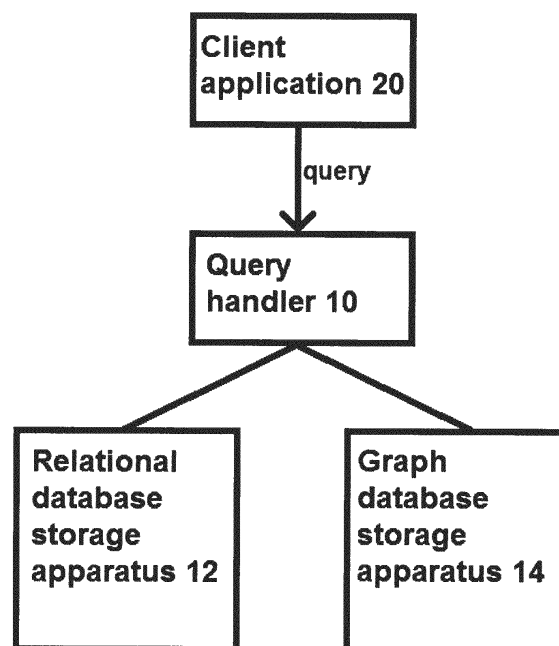 Client
application 20
query
Query
handler 10
Relational
database
storage
apparatus 12
Graph
database
storage
apparatus 14